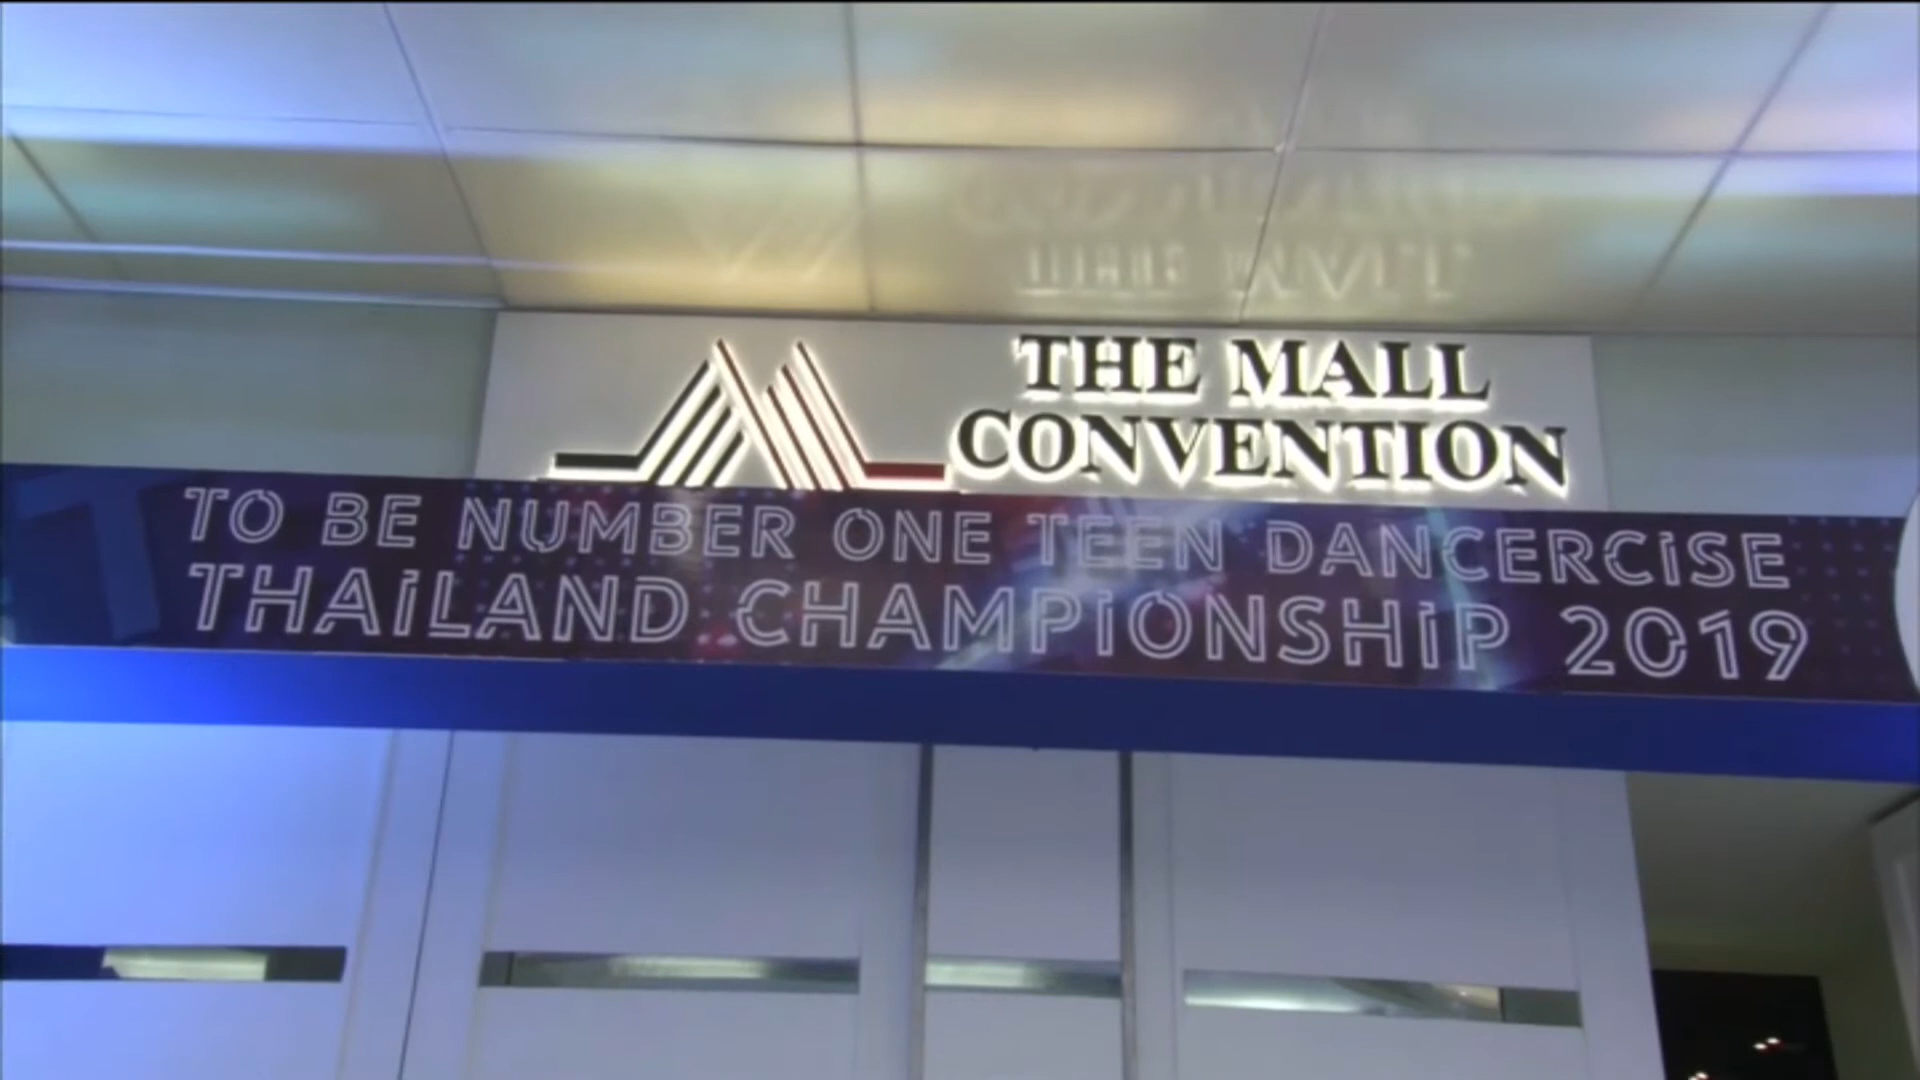 THE MALL
CONVENTION
TO BE NUMBER ONE TEEN DANCERCISE
THAILAND CHAMPIONSHIP 2019